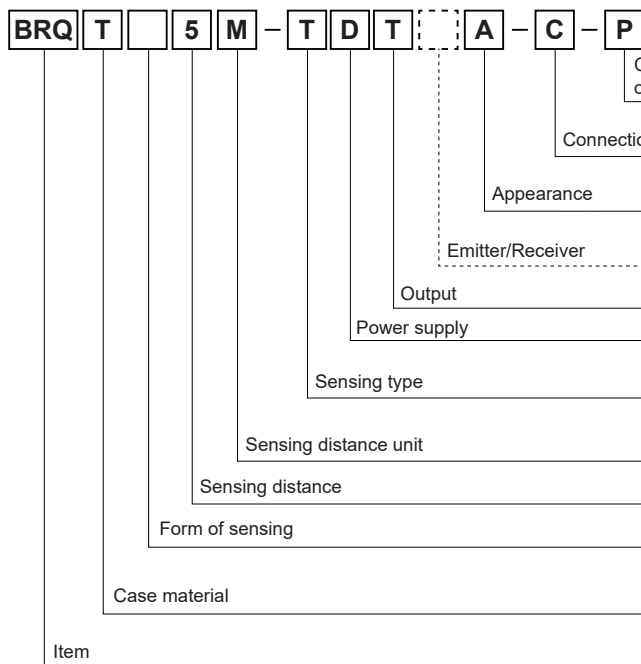 BRQ T 5 M – T D T A – C – P
Appearance
Emitter/Receiver
Output
Power supply
Sensing type
Sensing distance unit
Sensing distance
Form of sensing
Case material
Item